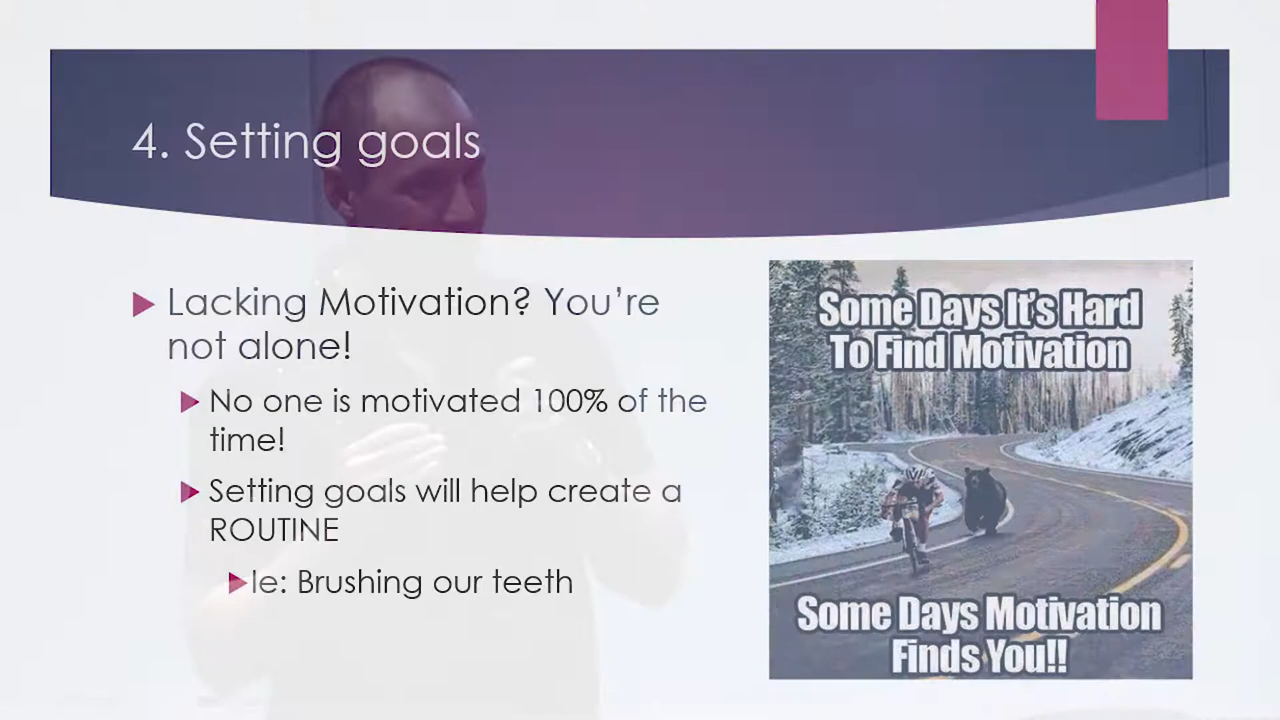 4. Setting goals
Lacking Motivation? You’re
not alone!
No one is motivated 100% of the
time!
Setting goals will help create a
ROUTINE
Ie: Brushing our teeth
Some Days It's Hard
To Find Motivation
Some Days Motivation
Finds You!!